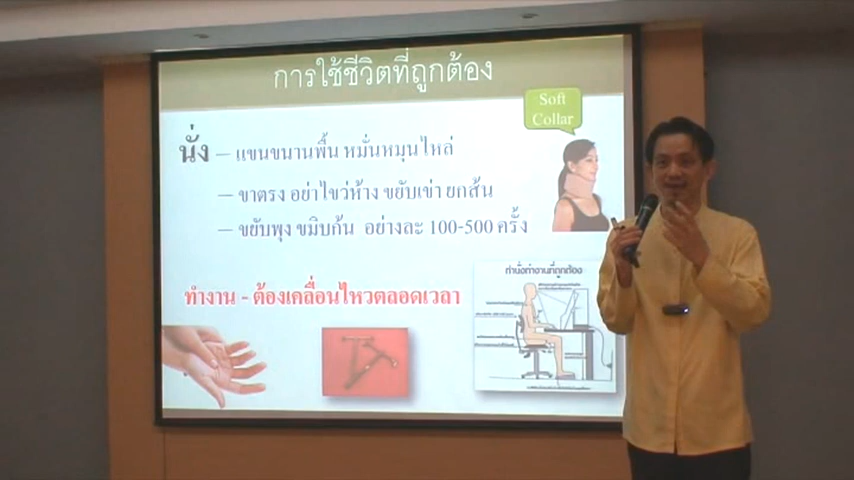 การใช้ชีวิตที่ถูกต้อง
Soft
Collar
นั่ง – แขนขนานพื้น หมั่นหมุนไหล่
– ขาตรง อย่าไขว่ห้าง ขยับเข่า ยกส้น
– ขยับพุง ขมิบก้น อย่างละ 100-500 ครั้ง
ทำงาน - ต้องเคลื่อนไหวตลอดเวลา
ท่านั่งทำงานที่ถูกต้อง